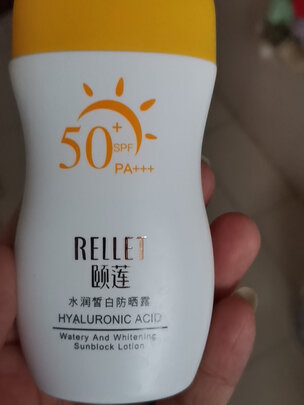 50+
SPF
PA+++
RELLET
颐莲
水润皙白防晒露
HYALURONIC ACID
Watery And Whitening
Sunblock Lotion